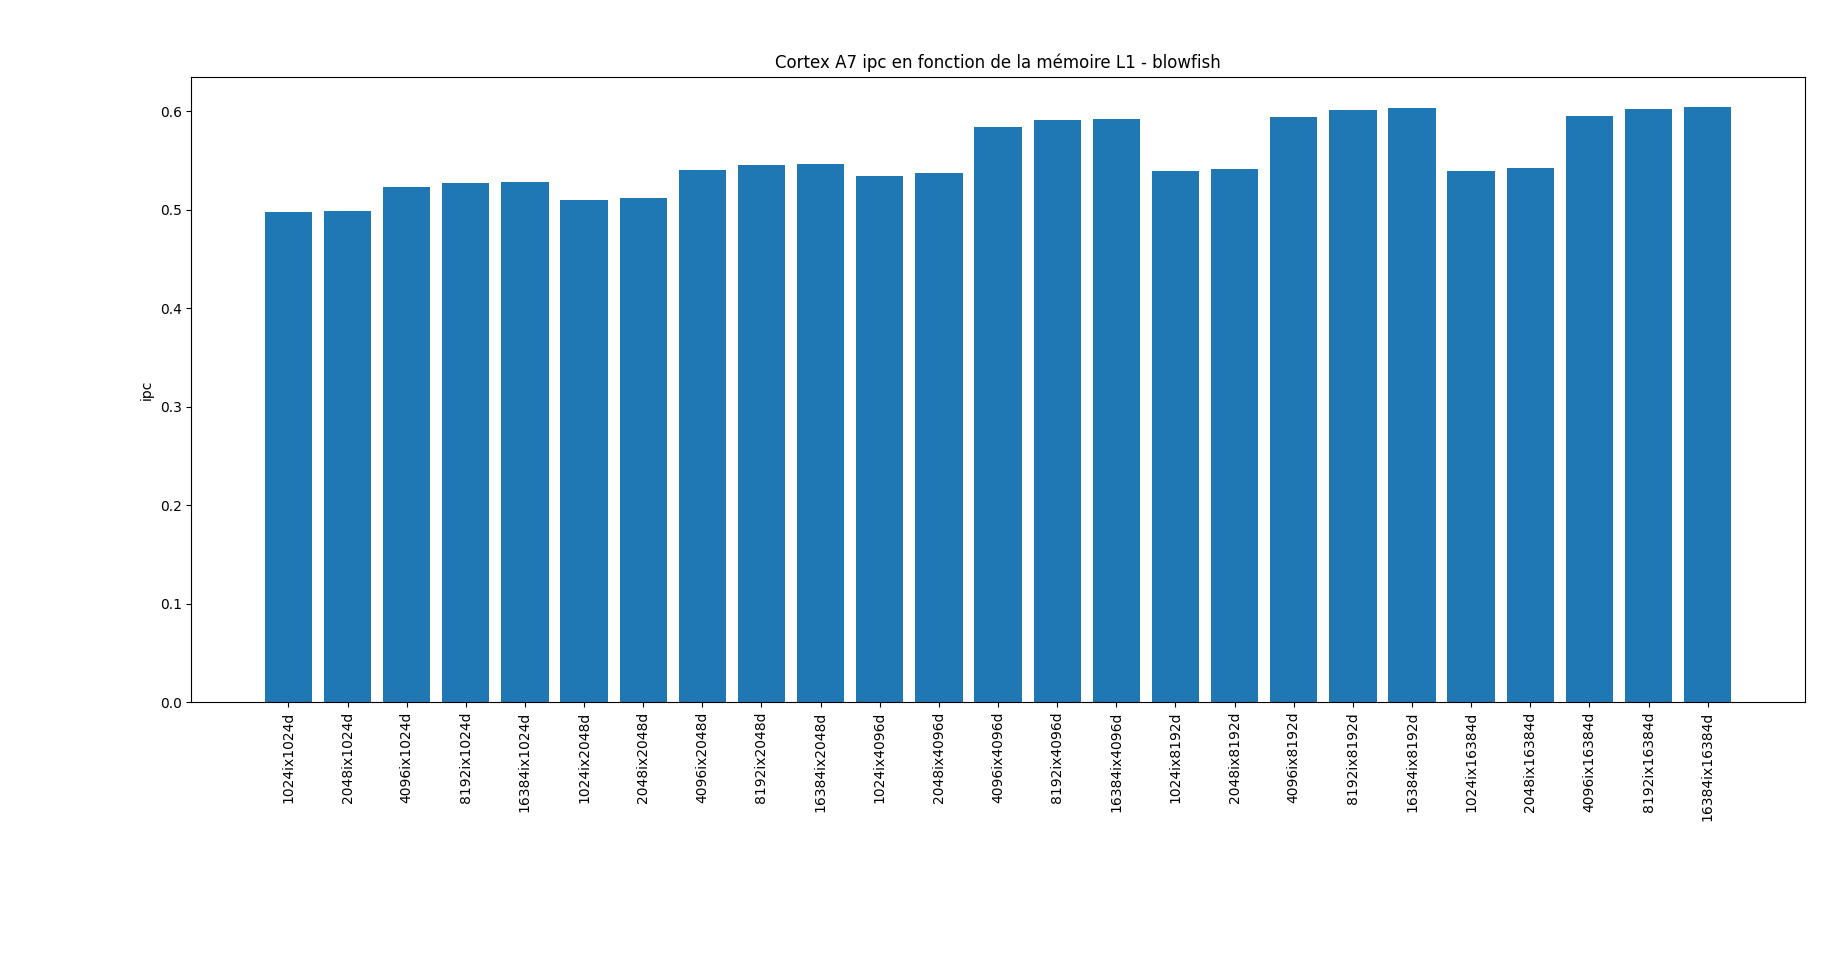 Cortex A7 ipc en fonction de la mémoire L1 - blowfish
0.6
0.5
0.4
0.3
0.2
0.1
0.0
ipc
1024ix1024d
2048ix1024d
4096ix1024d
8192ix1024d
16384ix1024d
1024ix2048d
2048ix2048d
4096ix2048d
8192ix2048d
16384ix2048d
1024ix4096d
2048ix4096d
4096ix4096d
8192ix4096d
16384ix4096d
1024ix8192d
2048ix8192d
4096ix8192d
8192ix8192d
16384ix8192d
1024ix16384d
2048ix16384d
4096ix16384d
8192ix16384d
16384ix16384d